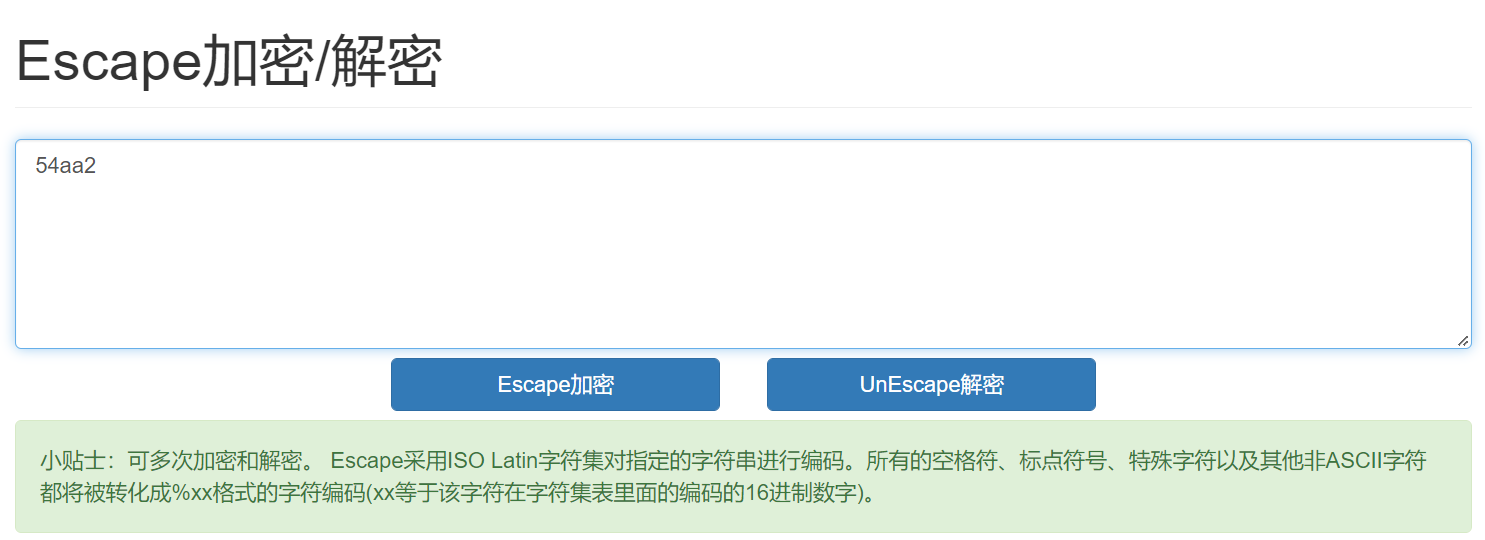 Escape加密/解密
54aa2
Escape加密
UnEscape解密
小贴士：可多次加密和解密。 Escape采用ISO Latin字符集对指定的字符串进行编码。所有的空格符、标点符号、特殊字符以及其他非ASCII字符
都将被转化成%xx格式的字符编码(xx等于该字符在字符集表里面的编码的16进制数字)。